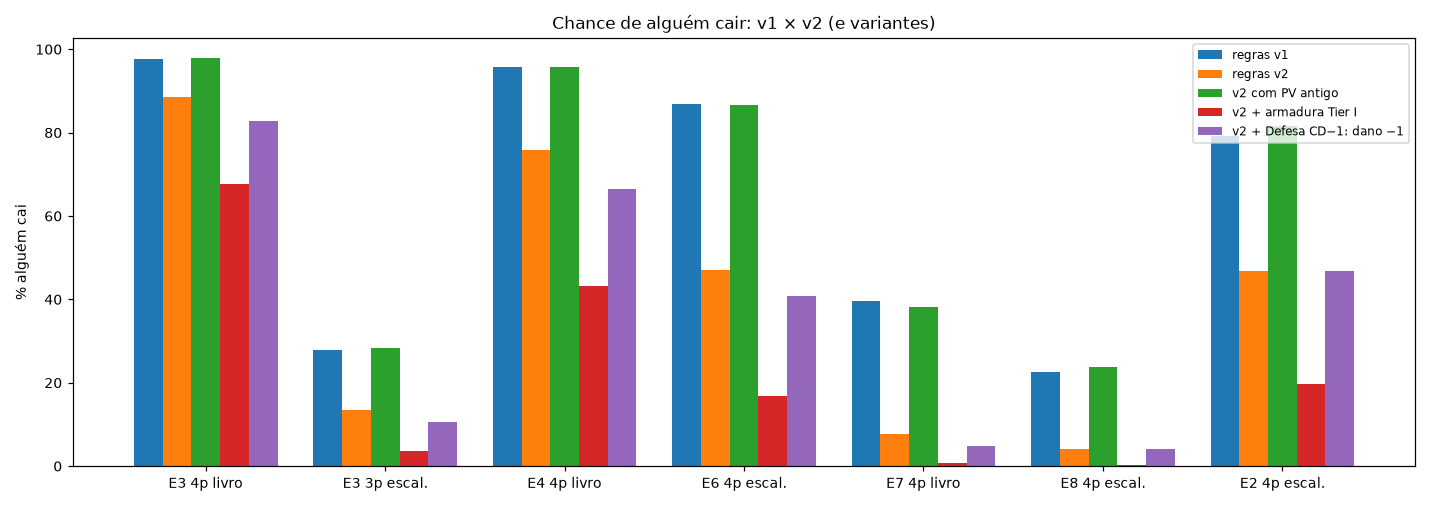 Chance de alguém cair: v1 × v2 (e variantes)
regras v1
regras v2
v2 com PV antigo
v2 + armadura Tier I
v2 + Defesa CD−1: dano −1
% alguém cai
100
80
60
40
20
0
E3 4p livro
E3 3p escal.
E4 4p livro
E6 4p escal.
E7 4p livro
E8 4p escal.
E2 4p escal.